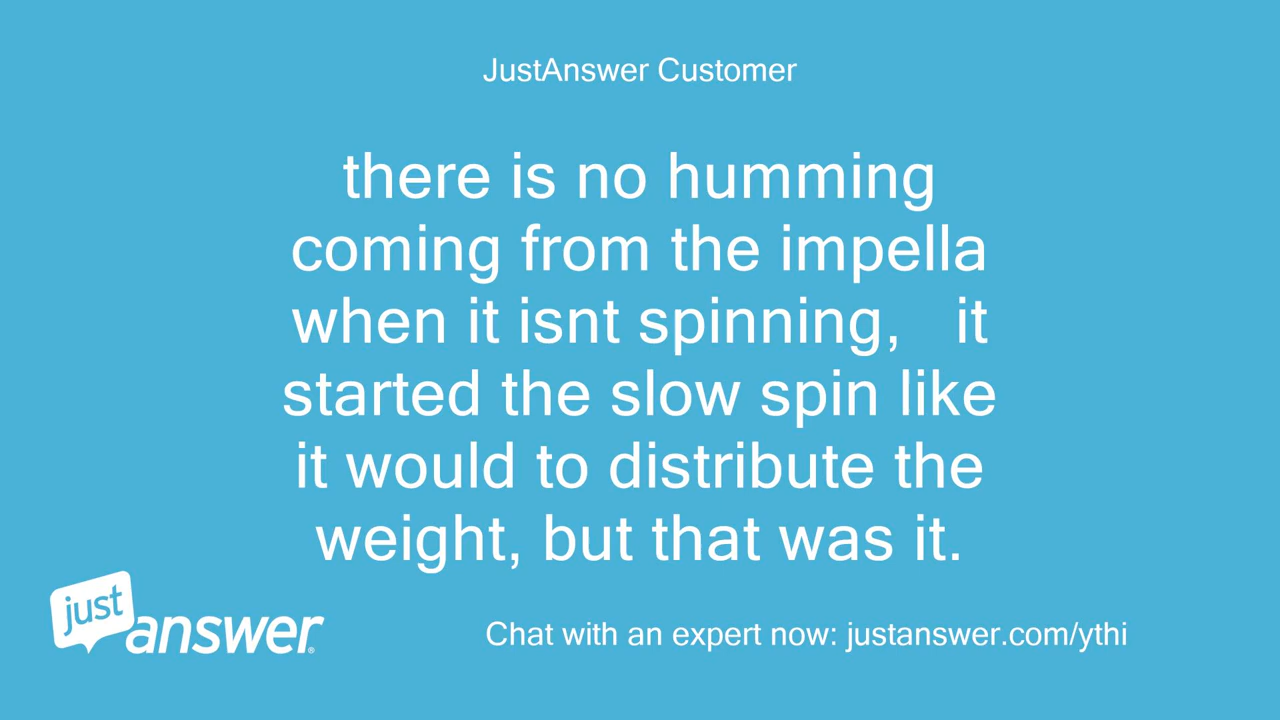 JustAnswer Customer
there is no humming
coming from the impella
when it isnt spinning,   it
started the slow spin like
it would to distribute the
weight, but that was it.
just
answer®
Chat with an expert now: justanswer.com/ythi